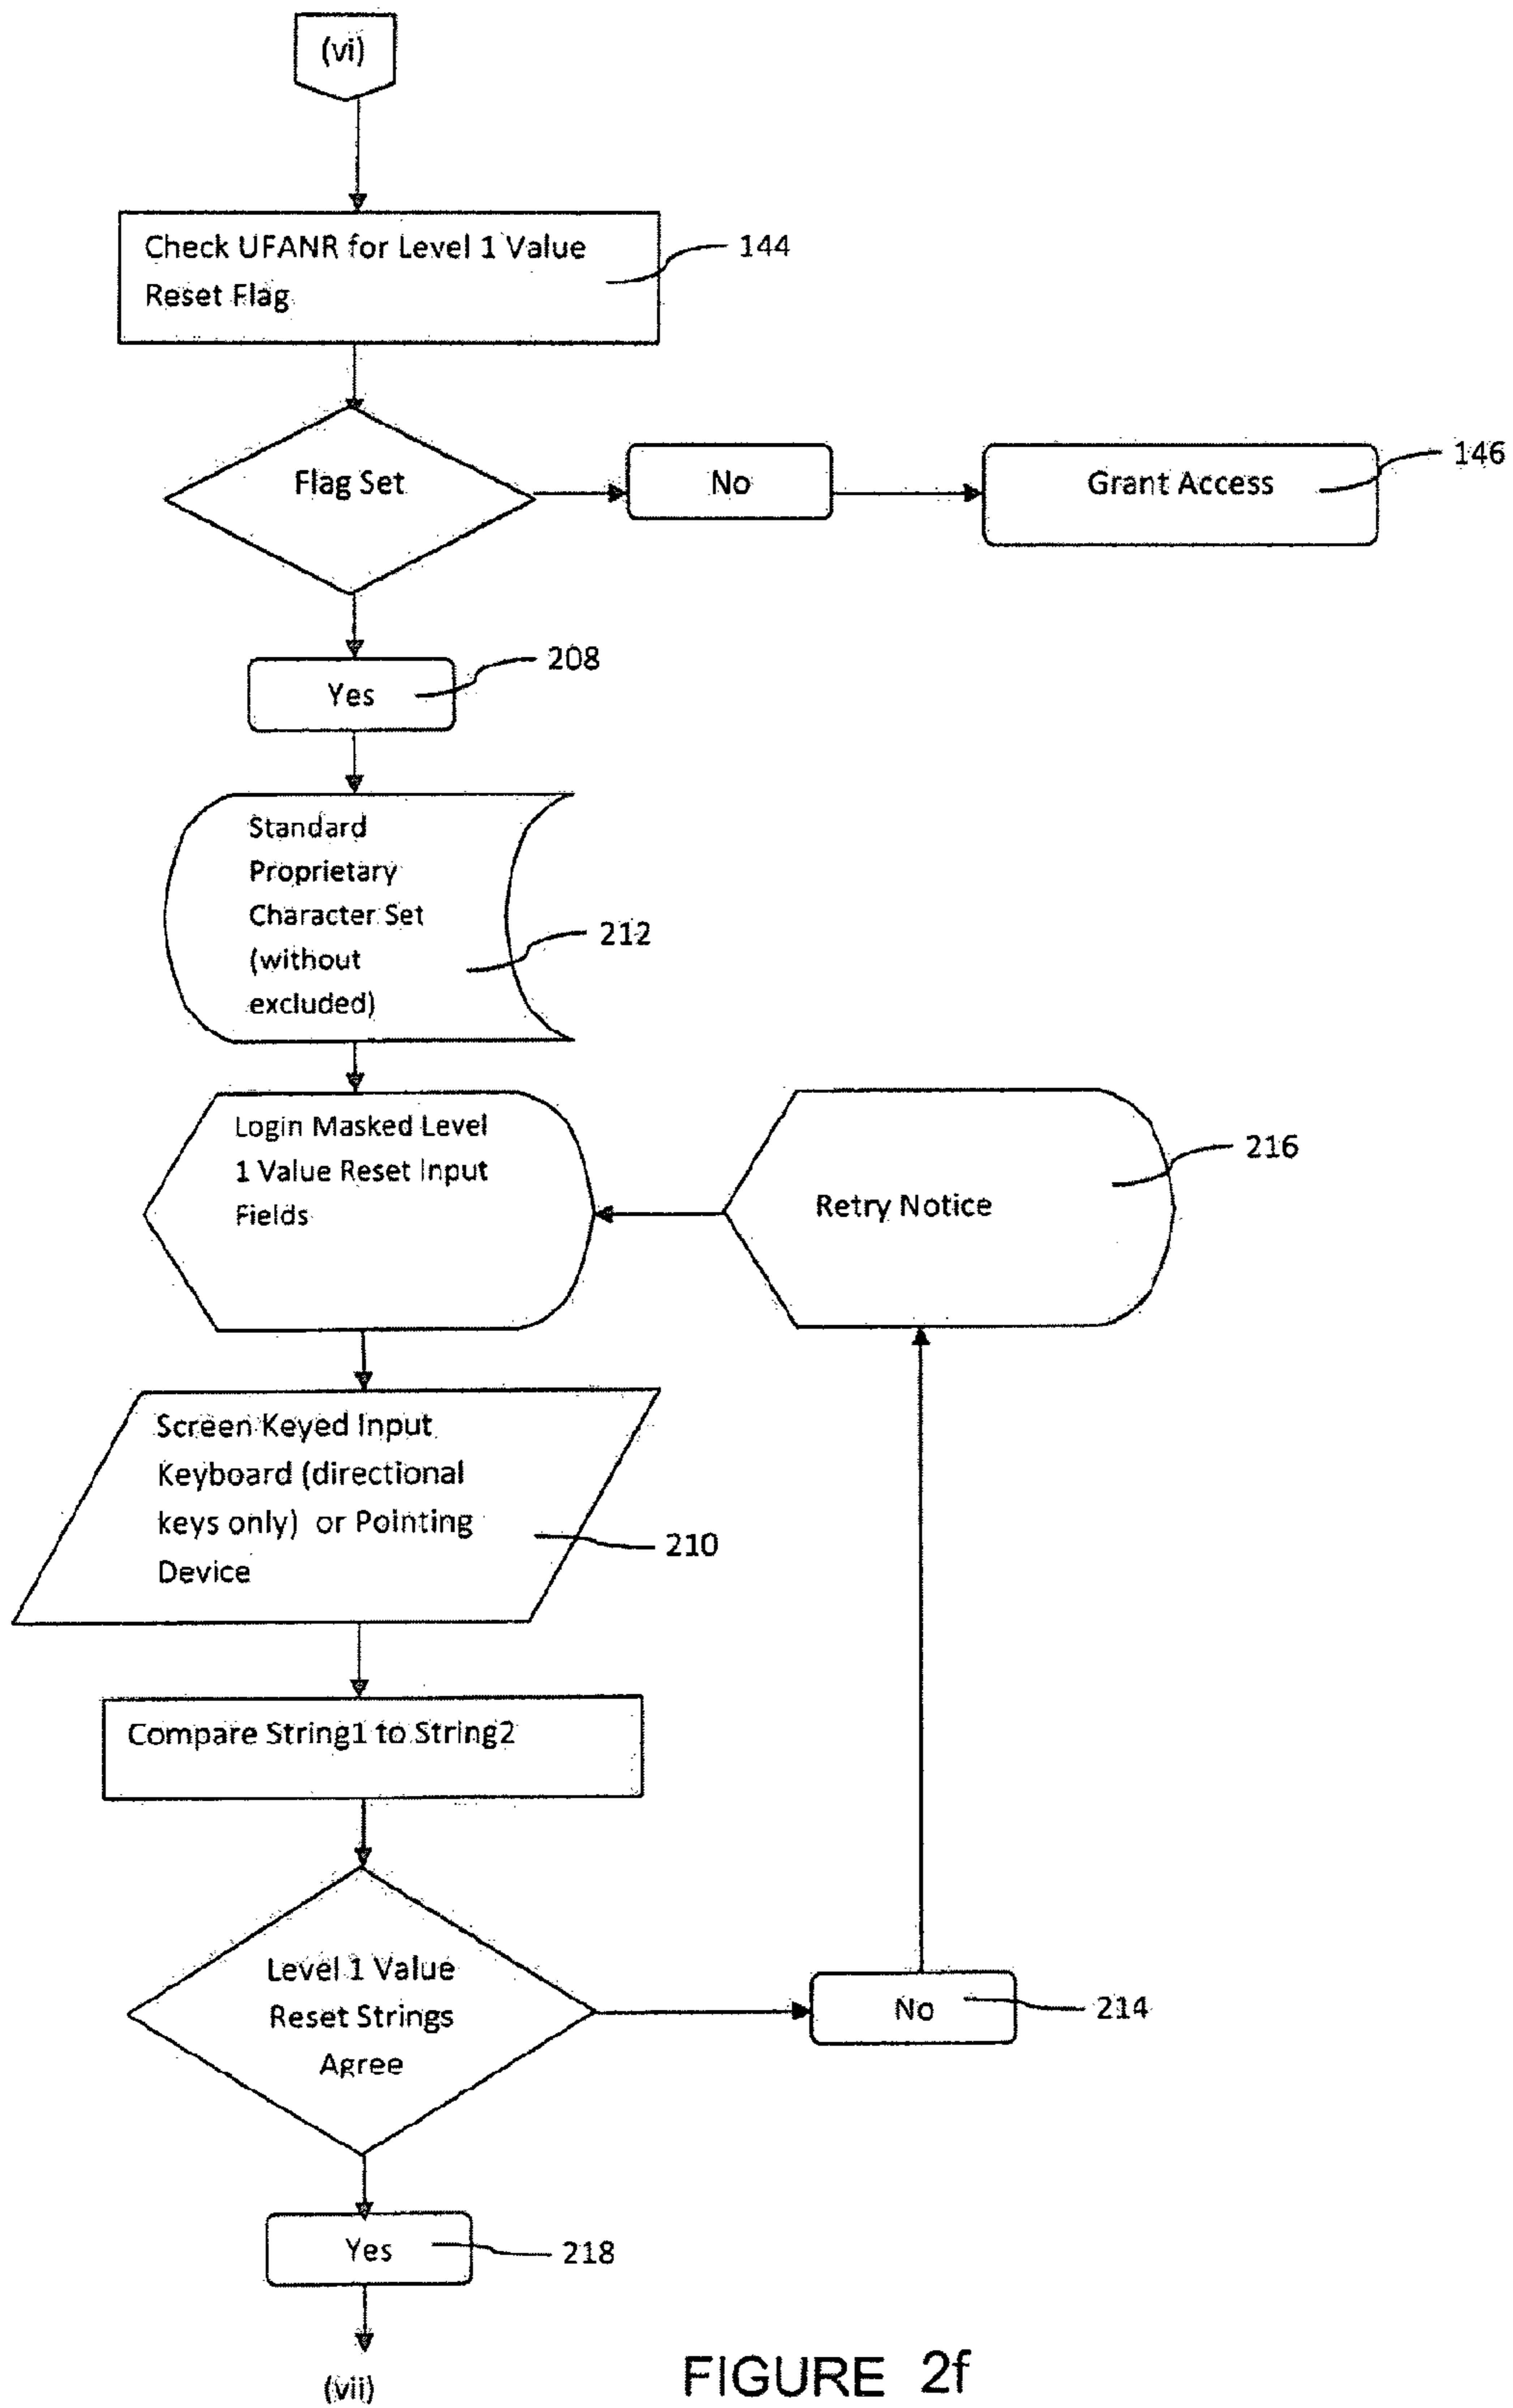 (vi)
Check UFANR for Level 1 Value
Reset Flag
144
Flag Set
No
Grant Access
146
Yes
208
Standard
Proprietary
Character Set
(without
excluded)
212
Login Masked Level
1 Value Reset Input
Fields
Retry Notice
216
Screen Keyed Input
Keyboard (directional
keys only) or Pointing
Device
210
Compare String1 to String2
Level 1 Value
Reset Strings
Agree
No
214
Yes
218
(vii)
FIGURE 2f